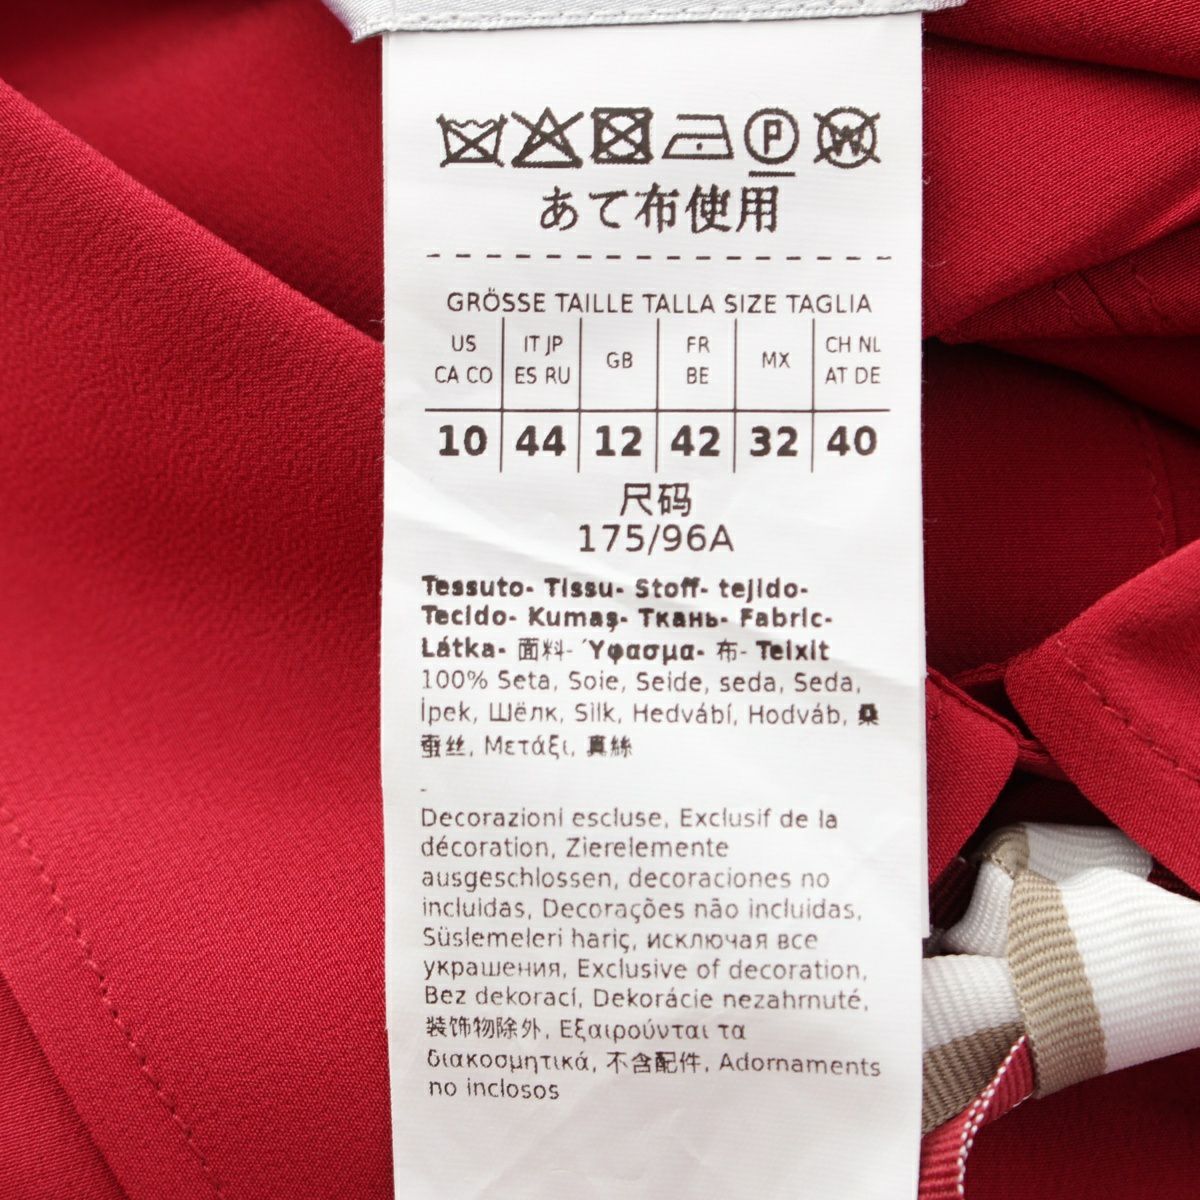 P W
あて布使用
GRÖSSE TAILLE TALLA SIZE TAGLIA
US CA CO | IT JP ES RU | GB | FR BE | MX | CH NL AT DE
10 | 44 | 12 | 42 | 32 | 40
尺码
175/96A
Tessuto- Tissu- Stoff- tejido-
Tecido- Kumaş- Ткань- Fabric-
Látka- 面料- Ύφασμα- 布- Teixit
100% Seta, Soie, Seide, seda, Seda,
İpek, Шёлк, Silk, Hedvábí, Hodváb, 桑
蚕丝, Μετάξι, 真絲
-
Decorazioni escluse, Exclusif de la
décoration, Zierelemente
ausgeschlossen, decoraciones no
incluidas, Decorações não incluidas,
Süslemeleri hariç, исключая все
украшения, Exclusive of decoration,
Bez dekorací, Dekorácie nezahrnuté,
装饰物除外, Εξαιρούνται τα
διακοσμητικά, 不含配件, Adornaments
no inclosos